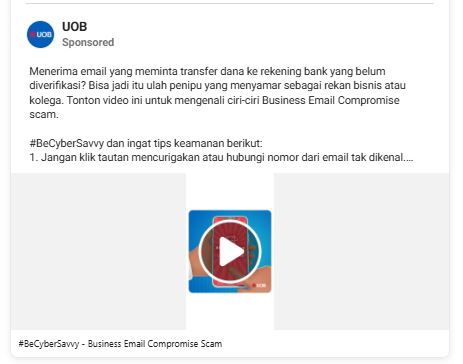 UOB
UOB
Sponsored
Menerima email yang meminta transfer dana ke rekening bank yang belum
diverifikasi? Bisa jadi itu ulah penipu yang menyamar sebagai rekan bisnis atau
kolega. Tonton video ini untuk mengenali ciri-ciri Business Email Compromise
scam.
#BeCyberSavvy dan ingat tips keamanan berikut:
1. Jangan klik tautan mencurigakan atau hubungi nomor dari email tak dikenal....
UOB
#BeCyberSavvy - Business Email Compromise Scam